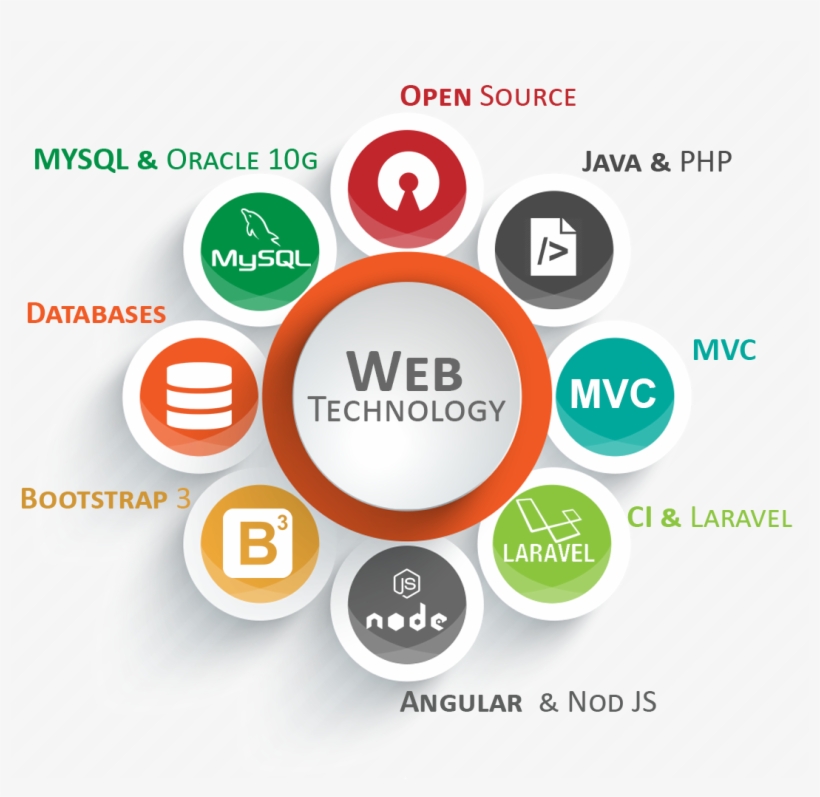 OPEN SOURCE
MYSQL & ORACLE 10G
JAVA & PHP
MySQL
/>
DATABASES
MVC
MVC
WEB
TECHNOLOGY
BOOTSTRAP 3
CI & LARAVEL
B3
LARAVEL
JS
node
ANGULAR & NOD JS